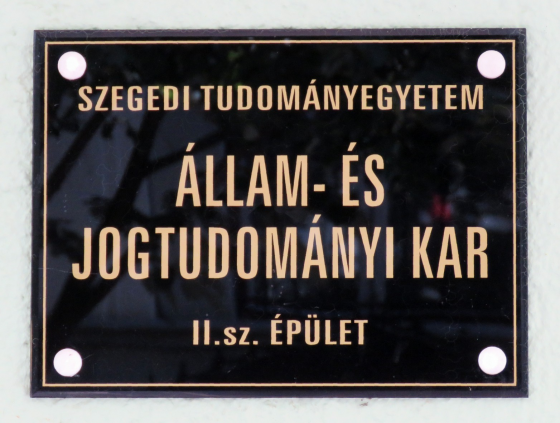 SZEGEDI TUDOMÁNYEGYETEM
ÁLLAM- ÉS
JOGTUDOMÁNYI KAR
II.sz. ÉPÜLET